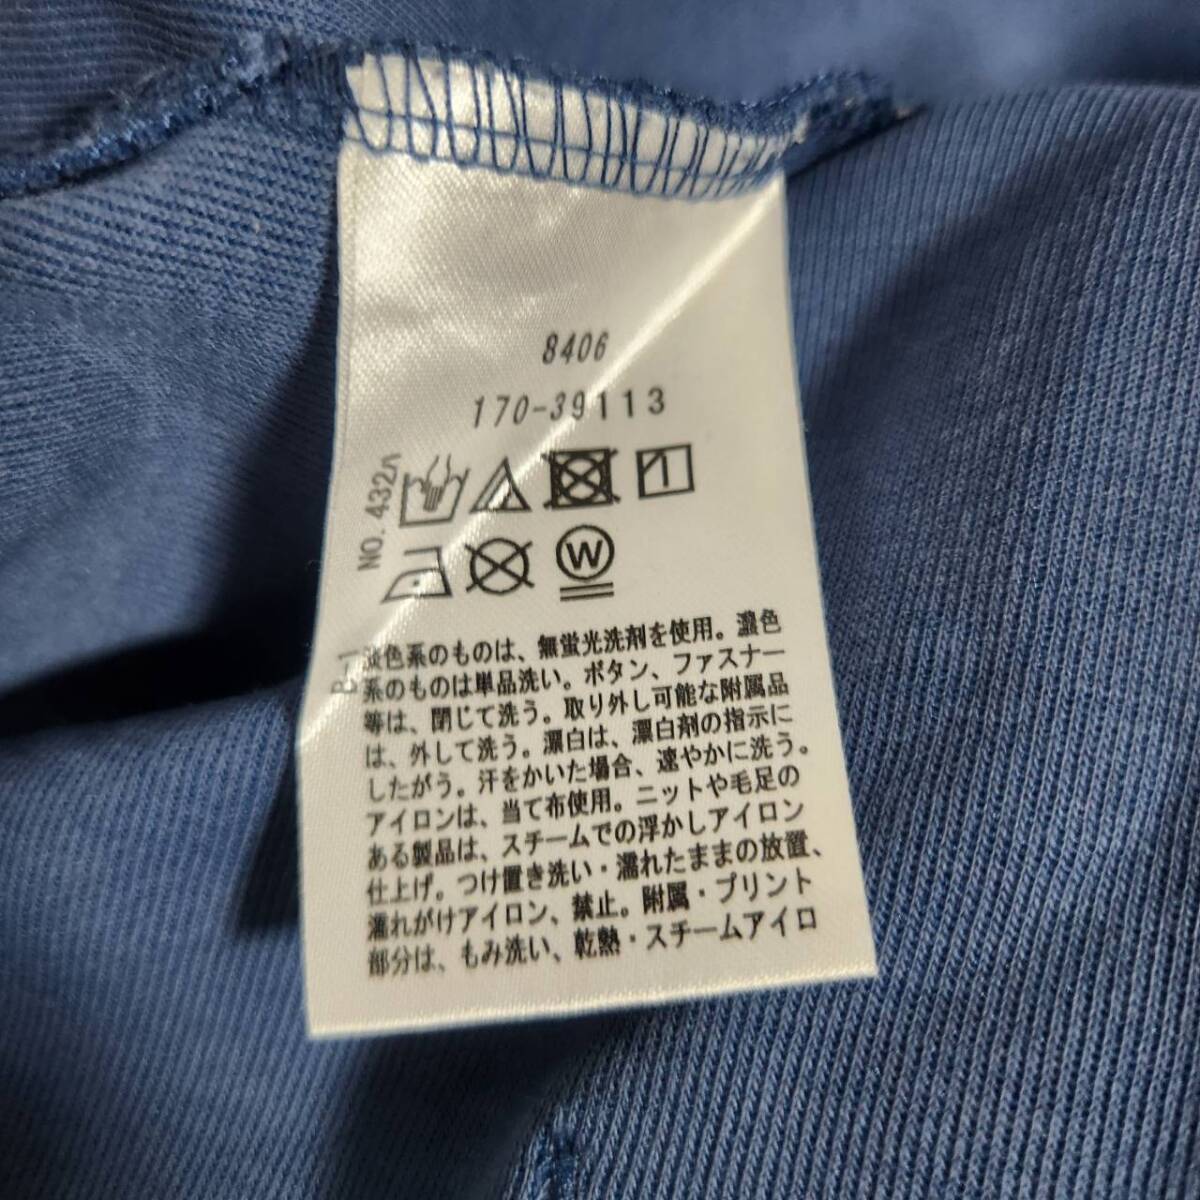 8406
170-39113
NO. 432ハ
W
B-1
淡色系のものは、無蛍光洗剤を使用。濃色
系のものは単品洗い。ボタン、ファスナー
等は、閉じて洗う。取り外し可能な附属品
は、外して洗う。漂白は、漂白剤の指示に
したがう。汗をかいた場合、速やかに洗う。
アイロンは、当て布使用。ニットや毛足の
ある製品は、スチームでの浮かしアイロン
仕上げ。つけ置き洗い・濡れたままの放置、
濡れがけアイロン、禁止。附属・プリント
部分は、もみ洗い、乾熱・スチームアイロ